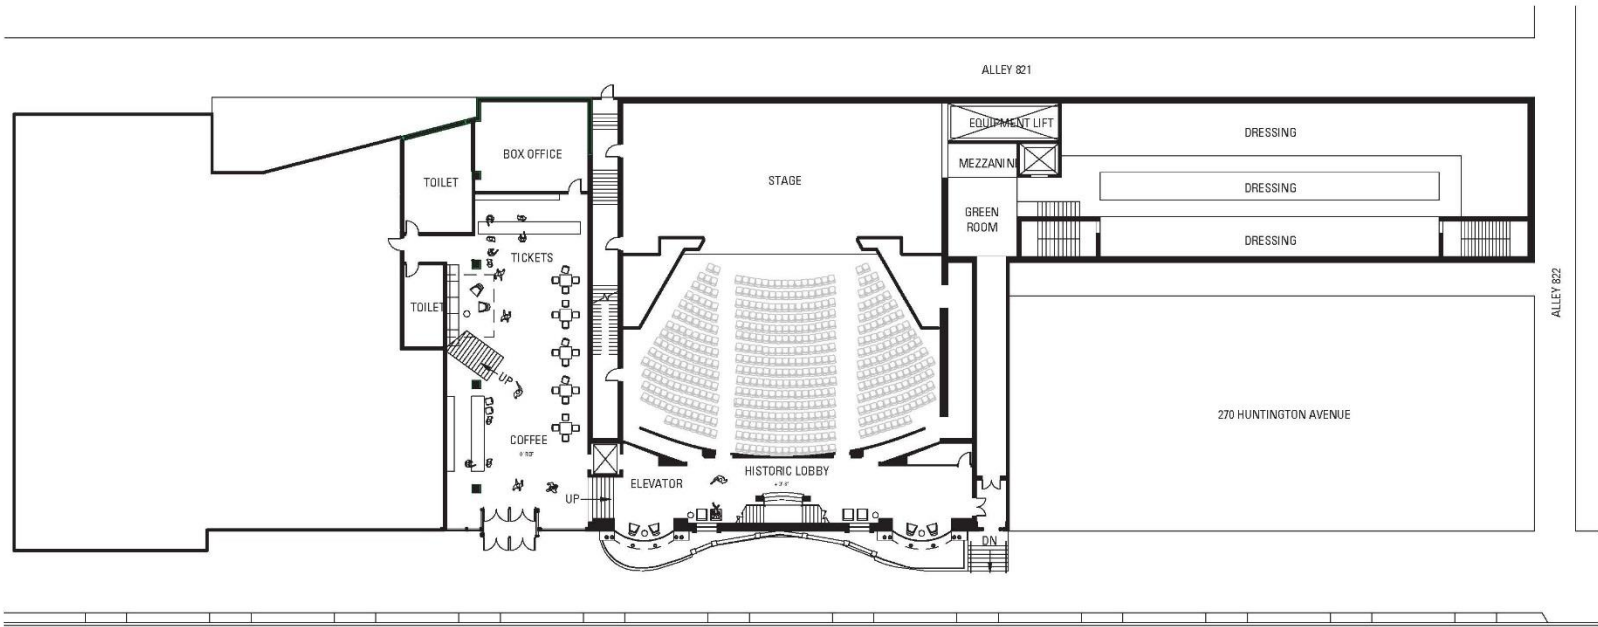 ALLEY 821
EQUIPMENT LIFT
DRESSING
BOX OFFICE
MEZZANIN
TOILET
STAGE
DRESSING
GREEN
ROOM
DRESSING
TICKETS
ALLEY 822
TOILET
UP
270 HUNTINGTON AVENUE
COFFEE
HISTORIC LOBBY
ELEVATOR
UP
DN